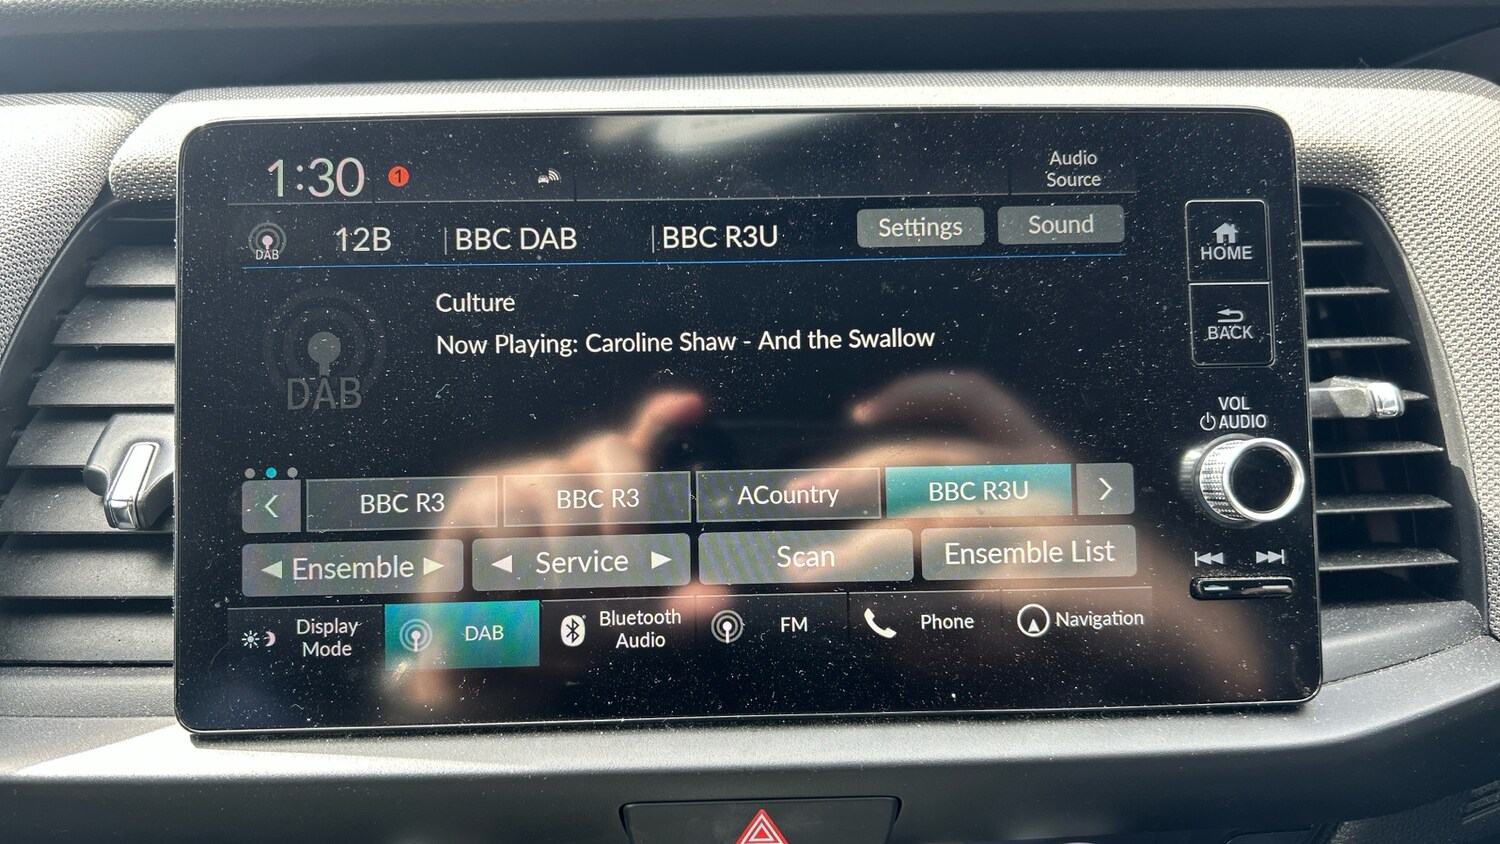 1:30
1
Audio
Source
DAB
12B
BBC DAB
BBC R3U
Settings
Sound
HOME
Culture
Now Playing: Caroline Shaw - And the Swallow
BACK
DAB
VOL
AUDIO
BBC R3
BBC R3
ACountry
BBC R3U
Ensemble
Service
Scan
Ensemble List
Display
Mode
DAB
Bluetooth
Audio
FM
Phone
Navigation